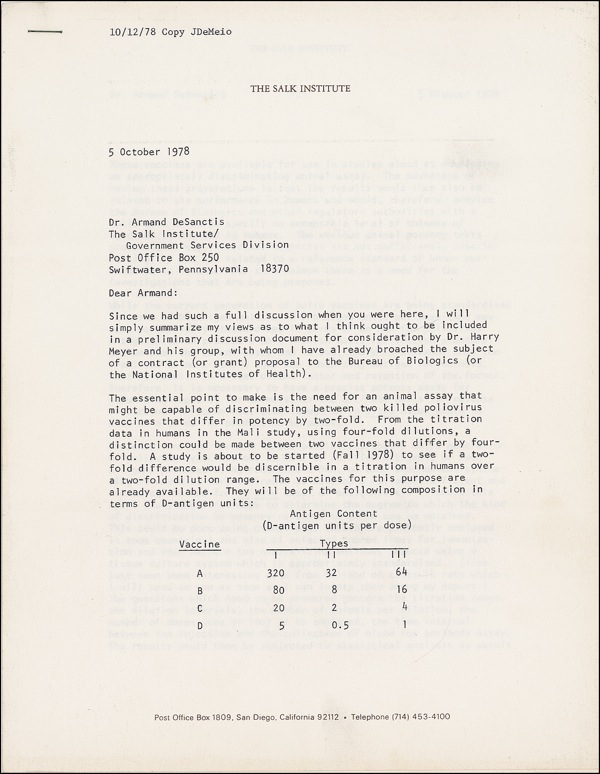 10/12/78 Copy JDeMeio
THE SALK INSTITUTE
5 October 1978
Dr. Armand DeSanctis
The Salk Institute/
Government Services Division
Post Office Box 250
Swiftwater, Pennsylvania 18370
Dear Armand:
Since we had such a full discussion when you were here, I will
simply summarize my views as to what I think ought to be included
in a preliminary discussion document for consideration by Dr. Harry
Meyer and his group, with whom I have already broached the subject
of a contract (or grant) proposal to the Bureau of Biologics (or
the National Institutes of Health).
The essential point to make is the need for an animal assay that
might be capable of discriminating between two killed poliovirus
vaccines that differ in potency by two-fold. From the titration
data in humans in the Mali study, using four-fold dilutions, a
distinction could be made between two vaccines that differ by four-
fold. A study is about to be started (Fall 1978) to see if a two-
fold difference would be discernible in a titration in humans over
a two-fold dilution range. The vaccines for this purpose are
already available. They will be of the following composition in
terms of D-antigen units:
Antigen Content
(D-antigen units per dose)
Vaccine Types
I II III
A 320 32 64
B 80 8 16
C 20 2 4
D 5 0.5 1
Post Office Box 1809, San Diego, California 92112 • Telephone (714) 453-4100